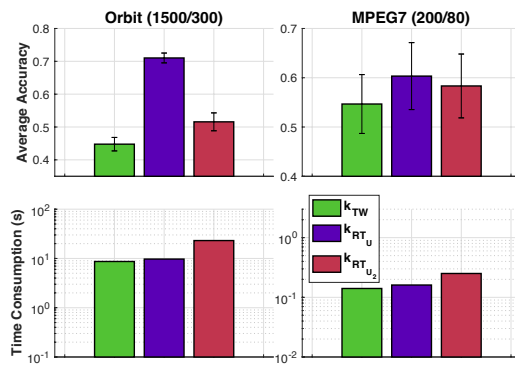 Orbit (1500/300)
MPEG7 (200/80)
Average Accuracy
0.8
0.7
0.6
0.5
0.4
0.7
0.6
0.5
0.4
Time Consumption (s)
10²
10¹
10⁰
10⁻¹
10⁰
10⁻¹
10⁻²
k_TW
k_RT_U
k_RT_U₂